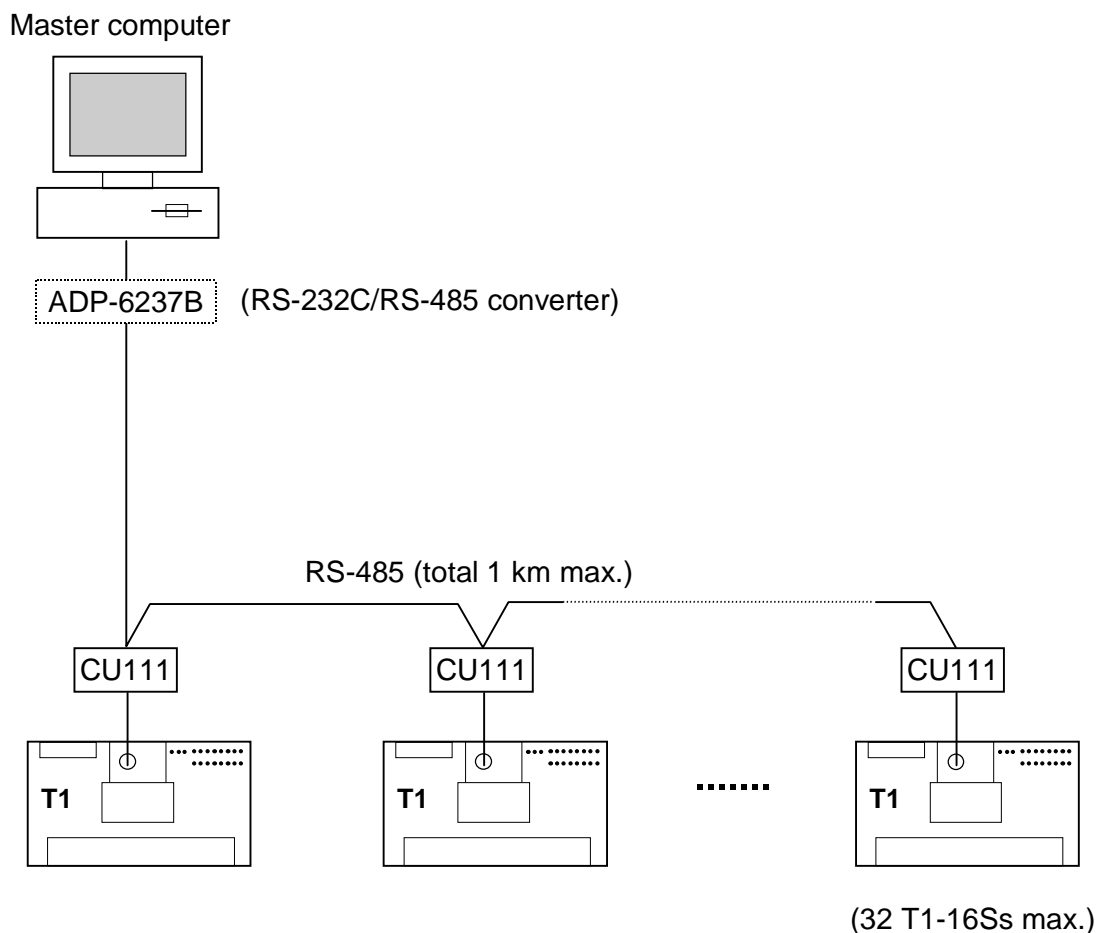 Master computer
ADP-6237B (RS-232C/RS-485 converter)
RS-485 (total 1 km max.)
CU111 CU111 CU111
T1 T1 T1
(32 T1-16Ss max.)